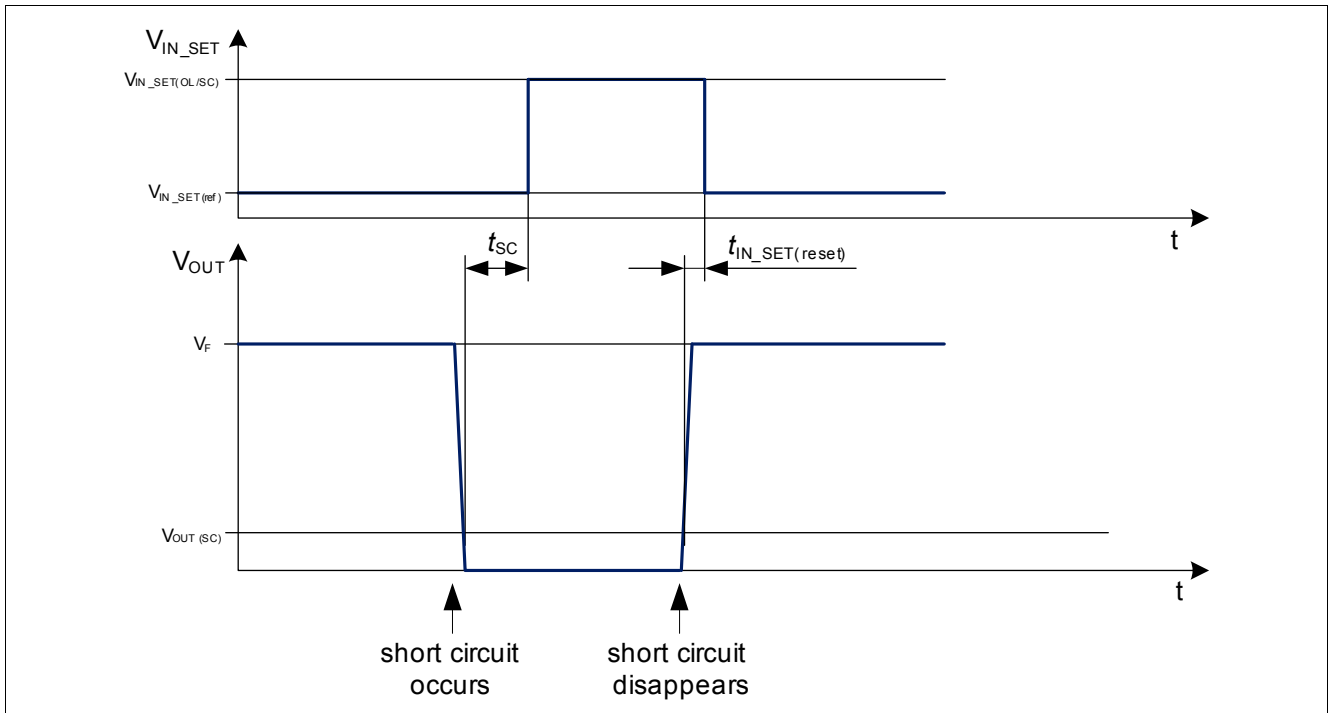 V_IN_SET
V_IN_SET(OL/SC)
V_IN_SET(ref)
t
t_SC
t_IN_SET(reset)
V_OUT
V_F
V_OUT (SC)
t
short circuit
occurs
short circuit
disappears